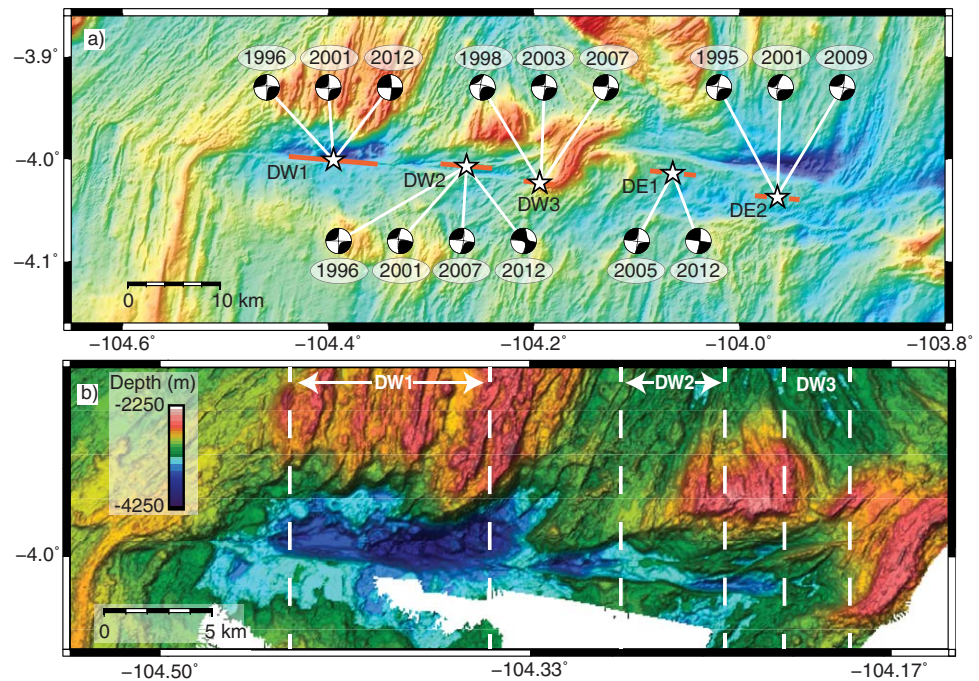 a)
1996 2001 2012 1998 2003 2007 1995 2001 2009
−3.9˚
−4.0˚
−4.1˚
DW1 DW2 DW3 DE1 DE2
1996 2001 2007 2012 2005 2012
0 10 km
−104.6˚ −104.4˚ −104.2˚ −104.0˚ −103.8˚
b)
Depth (m)
-2250
-4250
DW1 DW2 DW3
−4.0˚
0 5 km
−104.50˚ −104.33˚ −104.17˚